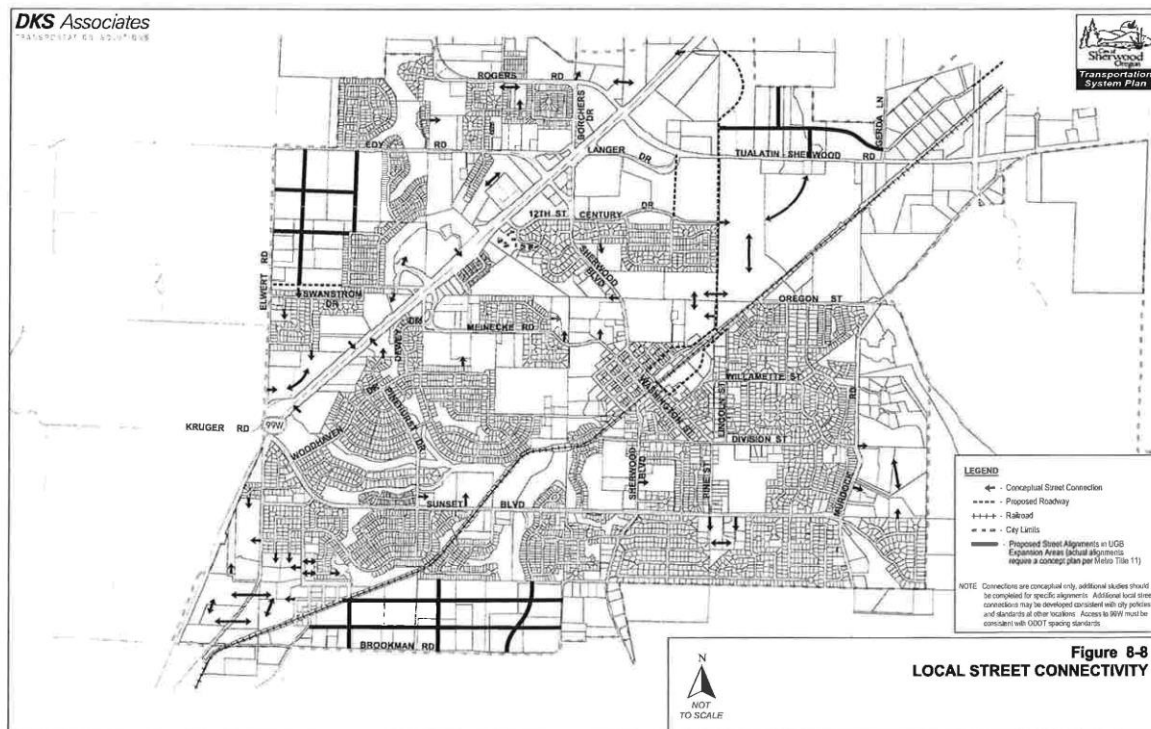 DKS Associates
TRANSPORTATION SOLUTIONS
City of
Sherwood
Oregon
Transportation
System Plan
ROGERS RD
BORCHERS
DR
GERDA LN
EDY RD
LANGER
DR
TUALATIN - SHERWOOD RD
12TH ST
CENTURY
DR
SHERWOOD
BLVD
ELWERT RD
SWANSTROM
DR
OREGON ST
MEINECKE RD
DEWEY
DR
WILLAMETTE ST
WASHINGTON ST
LINCOLN ST
PINEHURST DR
KRUGER RD
99W
WOODHAVEN
DR
DIVISION ST
SHERWOOD
BLVD
PINE ST
MURDOCK
RD
SUNSET BLVD
BROOKMAN RD
LEGEND
- Conceptual Street Connection
- Proposed Roadway
- Railroad
- City Limits
- Proposed Street Alignments in UGB
Expansion Areas (actual alignments
require a concept plan per Metro Title 11)
NOTE Connections are conceptual only, additional studies should
be completed for specific alignments Additional local street
connections may be developed consistent with city policies
and standards at other locations Access to 99W must be
consistent with ODOT spacing standards
N
NOT
TO SCALE
Figure 8-8
LOCAL STREET CONNECTIVITY